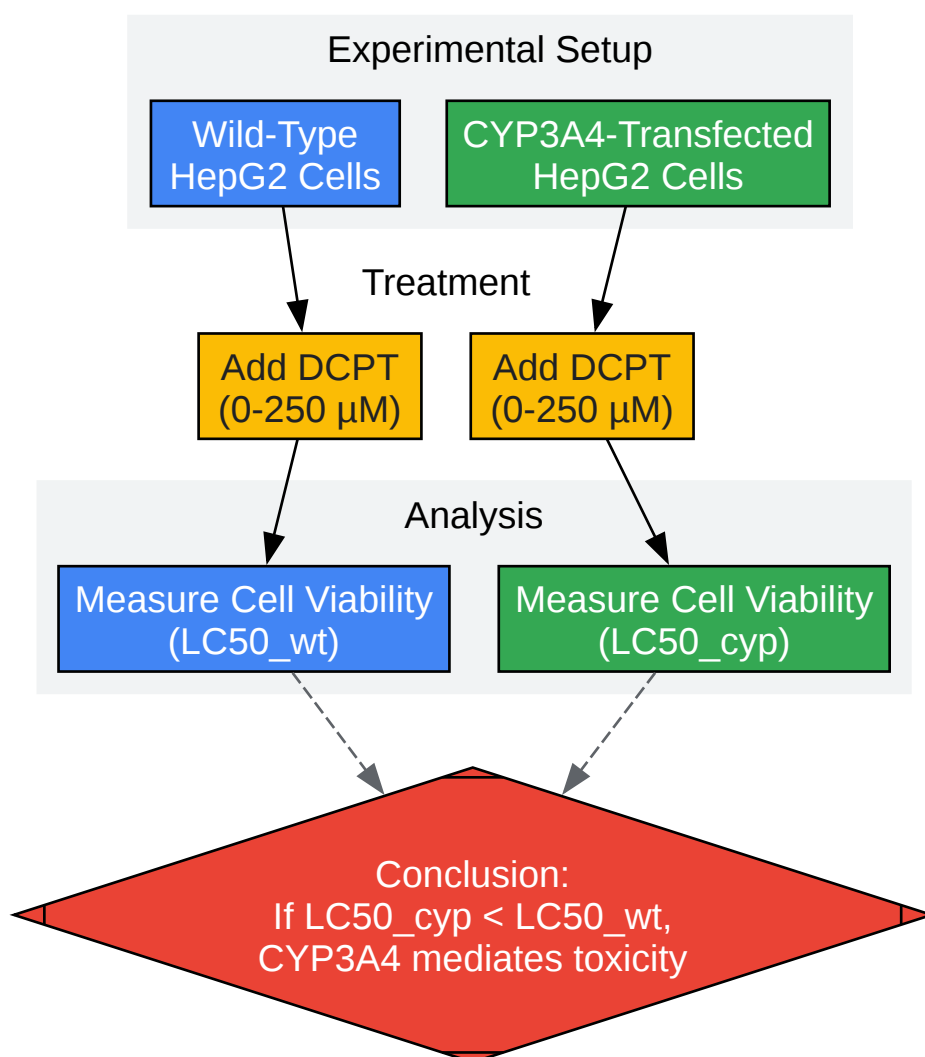 Experimental Setup
Wild-Type
HepG2 Cells
CYP3A4-Transfected
HepG2 Cells
Treatment
Add DCPT
(0-250 µM)
Add DCPT
(0-250 µM)
Analysis
Measure Cell Viability
(LC50_wt)
Measure Cell Viability
(LC50_cyp)
Conclusion:
If LC50_cyp < LC50_wt,
CYP3A4 mediates toxicity